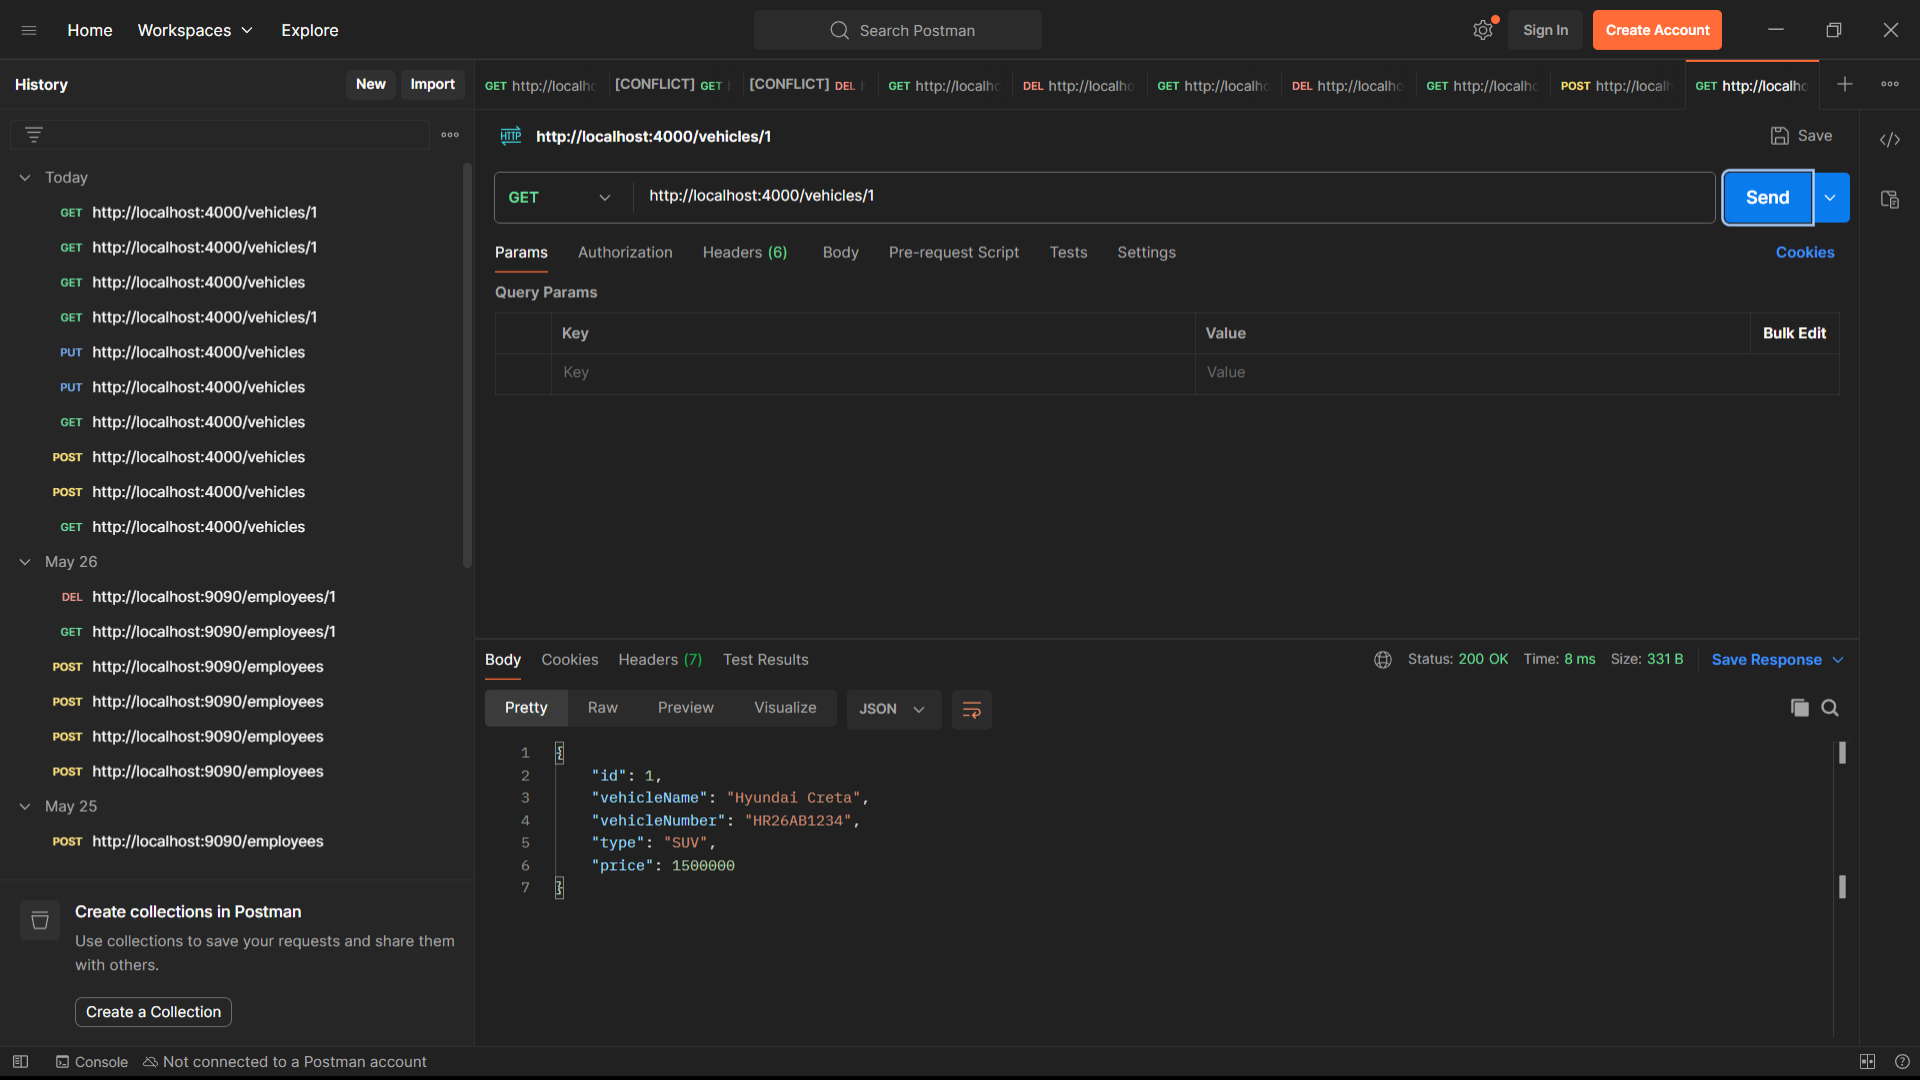 Home Workspaces Explore Search Postman Sign In Create Account
History New Import
GET http://localho [CONFLICT] GET [CONFLICT] DEL GET http://localho DEL http://localho GET http://localho DEL http://localho GET http://localho POST http://localh GET http://localho
HTTP http://localhost:4000/vehicles/1 Save
GET http://localhost:4000/vehicles/1 Send
Params Authorization Headers (6) Body Pre-request Script Tests Settings Cookies
Query Params
Key Value Bulk Edit
Key Value
Today
GET http://localhost:4000/vehicles/1
GET http://localhost:4000/vehicles/1
GET http://localhost:4000/vehicles
GET http://localhost:4000/vehicles/1
PUT http://localhost:4000/vehicles
PUT http://localhost:4000/vehicles
GET http://localhost:4000/vehicles
POST http://localhost:4000/vehicles
POST http://localhost:4000/vehicles
GET http://localhost:4000/vehicles
May 26
DEL http://localhost:9090/employees/1
GET http://localhost:9090/employees/1
POST http://localhost:9090/employees
POST http://localhost:9090/employees
POST http://localhost:9090/employees
POST http://localhost:9090/employees
May 25
POST http://localhost:9090/employees
Create collections in Postman
Use collections to save your requests and share them
with others.
Create a Collection
Body Cookies Headers (7) Test Results Status: 200 OK Time: 8 ms Size: 331 B Save Response
Pretty Raw Preview Visualize JSON
1 {
2 "id": 1,
3 "vehicleName": "Hyundai Creta",
4 "vehicleNumber": "HR26AB1234",
5 "type": "SUV",
6 "price": 1500000
7 }
Console Not connected to a Postman account